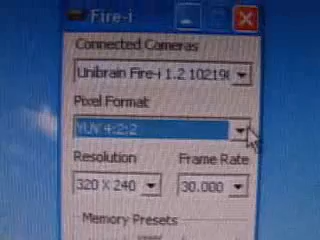 Fire-i
Connected Cameras
Unibrain Fire-i 1.2 102190
Pixel Format
YUV 4:2:2
Resolution
Frame Rate
320 X 240
30.000
Memory Presets